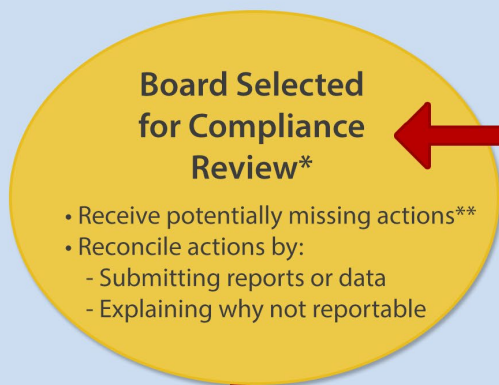 Board Selected
for Compliance
Review*
• Receive potentially missing actions**
• Reconcile actions by:
- Submitting reports or data
- Explaining why not reportable